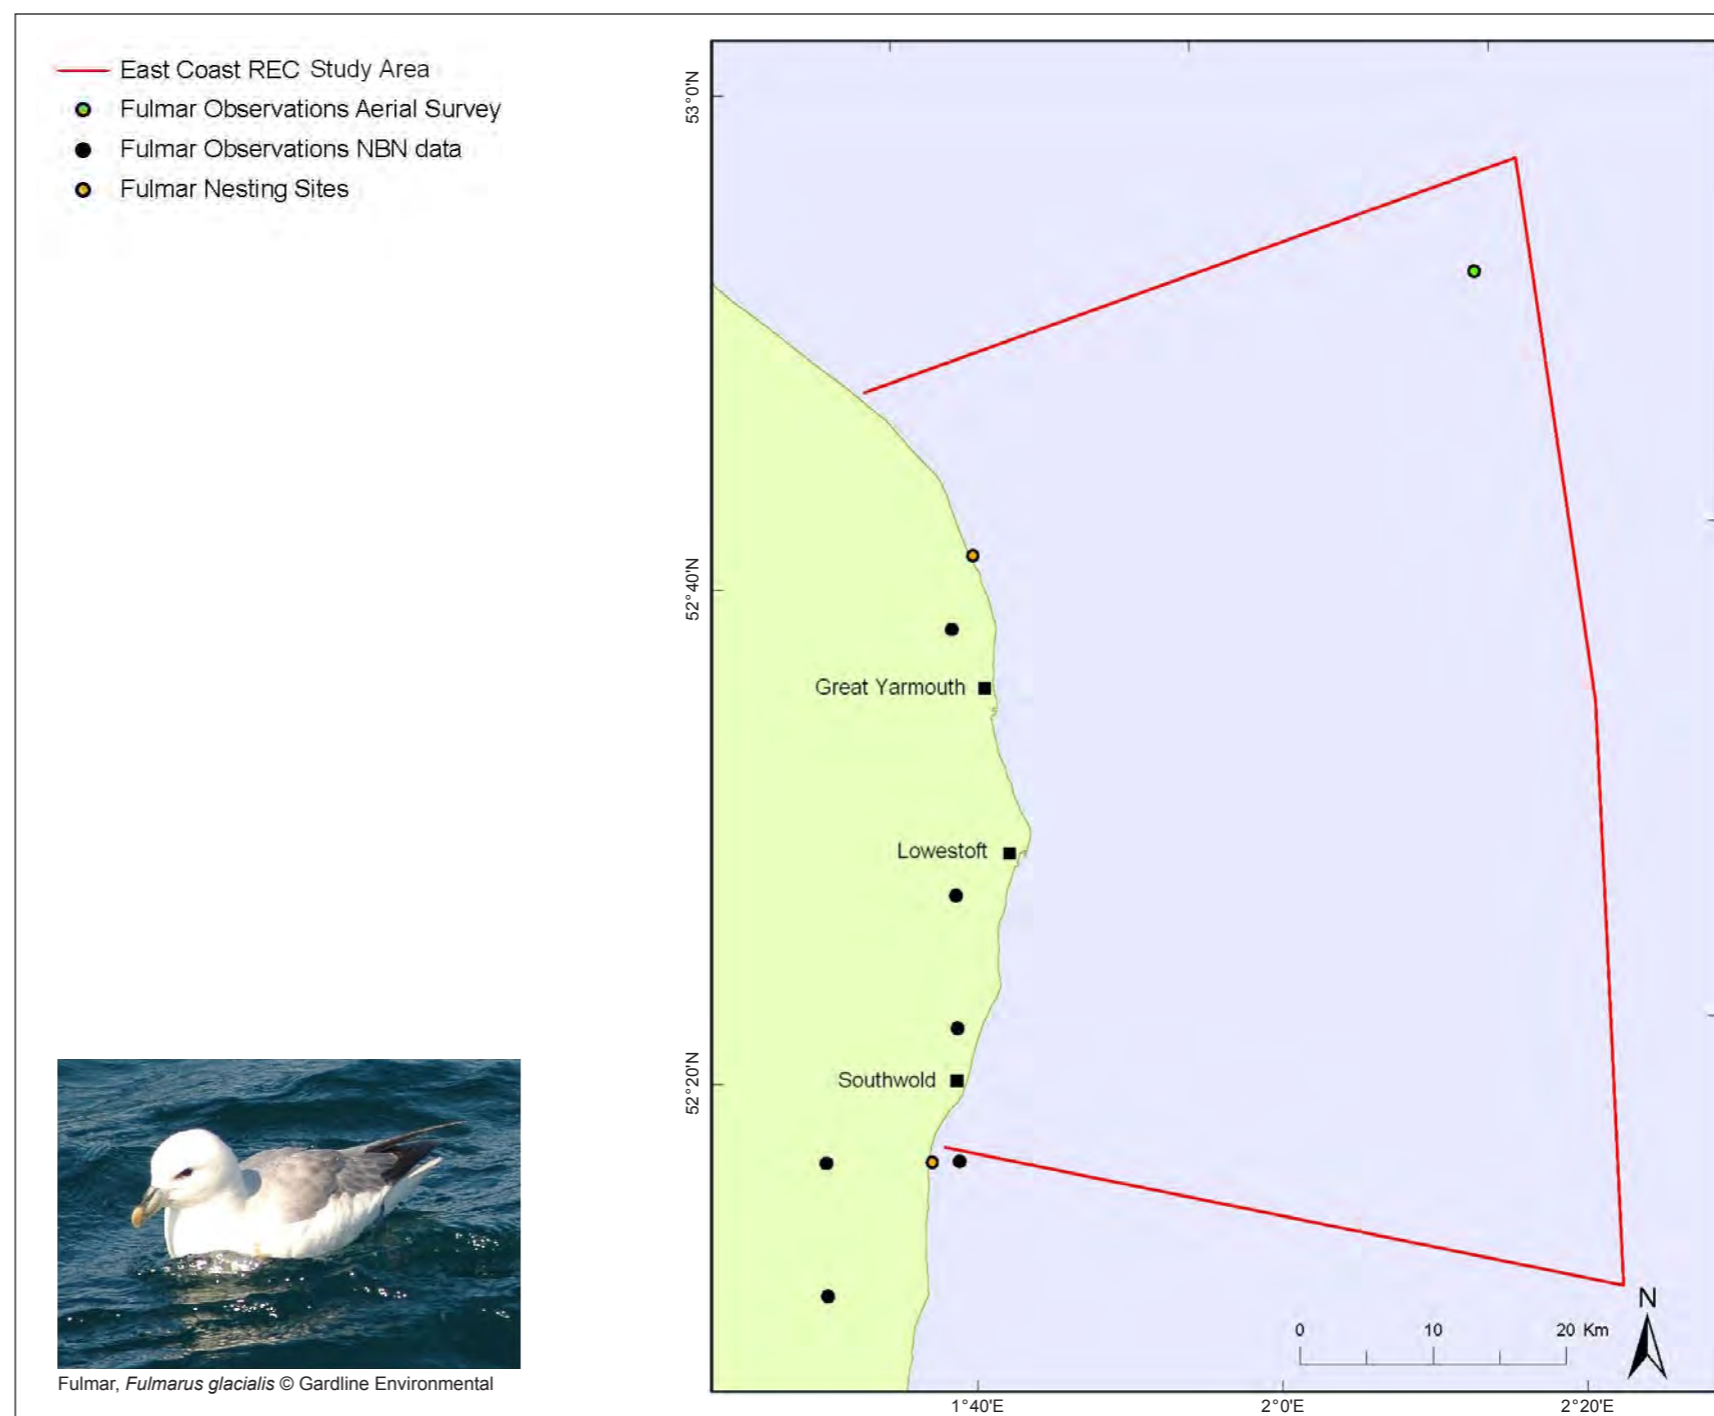 East Coast REC Study Area
Fulmar Observations Aerial Survey
Fulmar Observations NBN data
Fulmar Nesting Sites
53°0'N
52°40'N
Great Yarmouth
Lowestoft
52°20'N
Southwold
N
0 10 20 Km
Fulmar, Fulmarus glacialis © Gardline Environmental
1°40'E 2°0'E 2°20'E